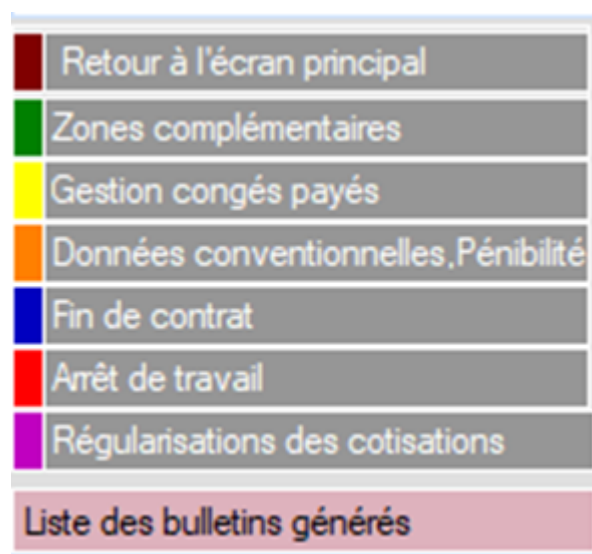 Retour à l'écran principal
Zones complémentaires
Gestion congés payés
Données conventionnelles,Pénibilité
Fin de contrat
Arrêt de travail
Régularisations des cotisations
Liste des bulletins générés